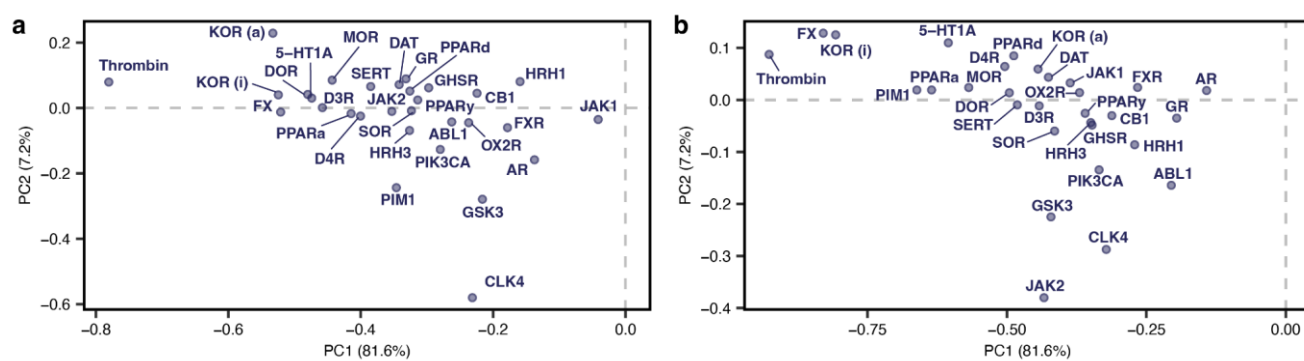 a
KOR (a)
MOR
5−HT1A
DAT
PPARd
DOR
GR
SERT
GHSR
HRH1
Thrombin
KOR (i)
D3R
JAK2
CB1
JAK1
FX
PPARγ
PPARa
SOR
ABL1
FXR
D4R
HRH3
OX2R
PIK3CA
AR
PIM1
GSK3
CLK4
0.2
0.0
−0.2
−0.4
−0.6
PC2 (7.2%)
−0.8
−0.6
−0.4
−0.2
0.0
PC1 (81.6%)
b
FX
KOR (i)
5−HT1A
PPARd
KOR (a)
D4R
DAT
Thrombin
PPARa
MOR
JAK1
FXR
AR
PIM1
OX2R
DOR
PPARγ
GR
SERT
D3R
CB1
SOR
GHSR
HRH3
HRH1
PIK3CA
ABL1
GSK3
CLK4
JAK2
0.1
0.0
−0.1
−0.2
−0.3
−0.4
PC2 (7.2%)
−0.75
−0.50
−0.25
0.00
PC1 (81.6%)